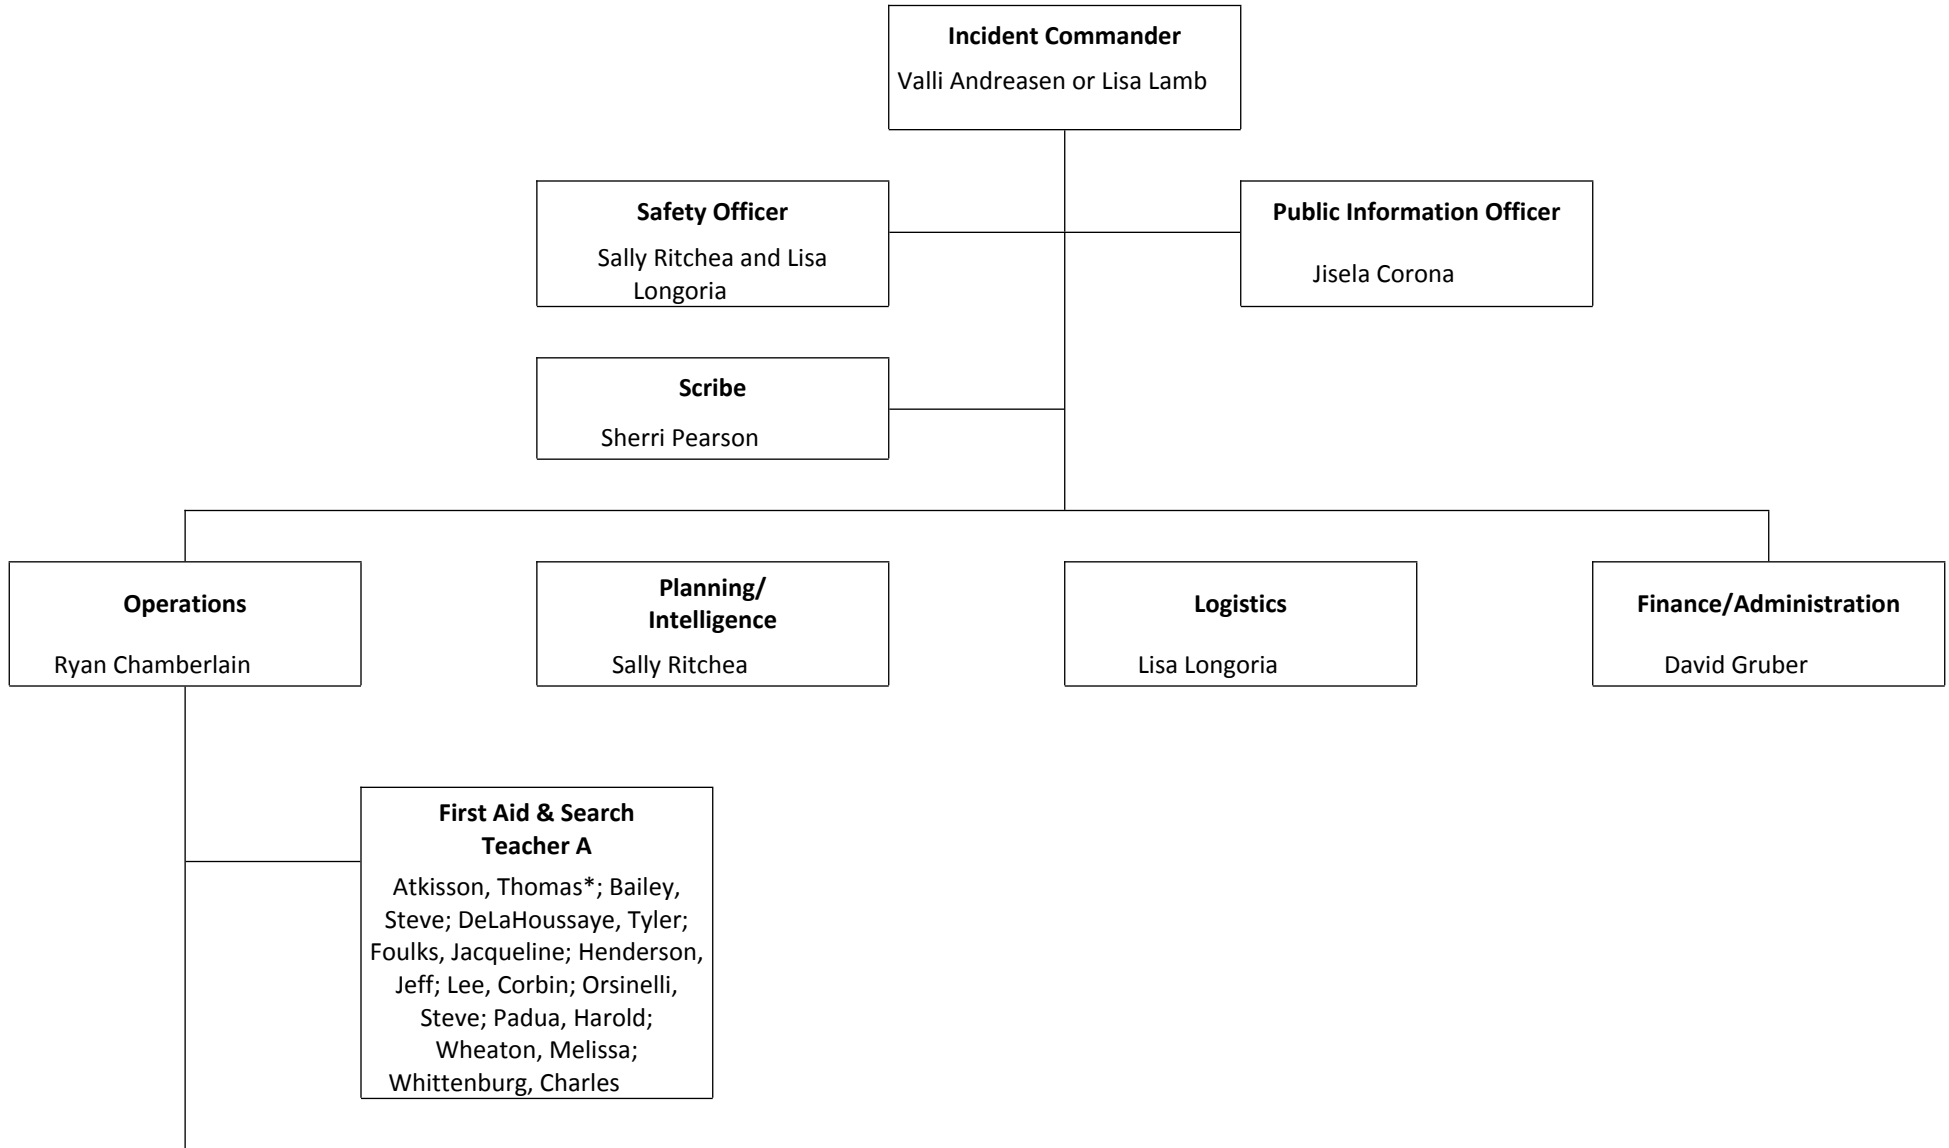 Incident Commander
Valli Andreasen or Lisa Lamb
Safety Officer
Sally Ritchea and Lisa
Longoria
Public Information Officer
Jisela Corona
Scribe
Sherri Pearson
Operations
Ryan Chamberlain
Planning/
Intelligence
Sally Ritchea
Logistics
Lisa Longoria
Finance/Administration
David Gruber
First Aid & Search
Teacher A
Atkisson, Thomas*; Bailey,
Steve; DeLaHoussaye, Tyler;
Foulks, Jacqueline; Henderson,
Jeff; Lee, Corbin; Orsinelli,
Steve; Padua, Harold;
Wheaton, Melissa;
Whittenburg, Charles